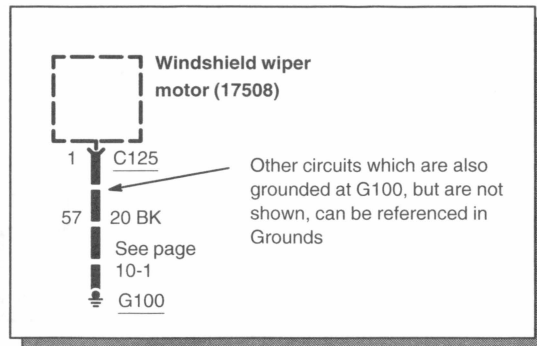 Windshield wiper
motor (17508)
1 C125
Other circuits which are also
grounded at G100, but are not
shown, can be referenced in
Grounds
57 20 BK
See page
10-1
G100